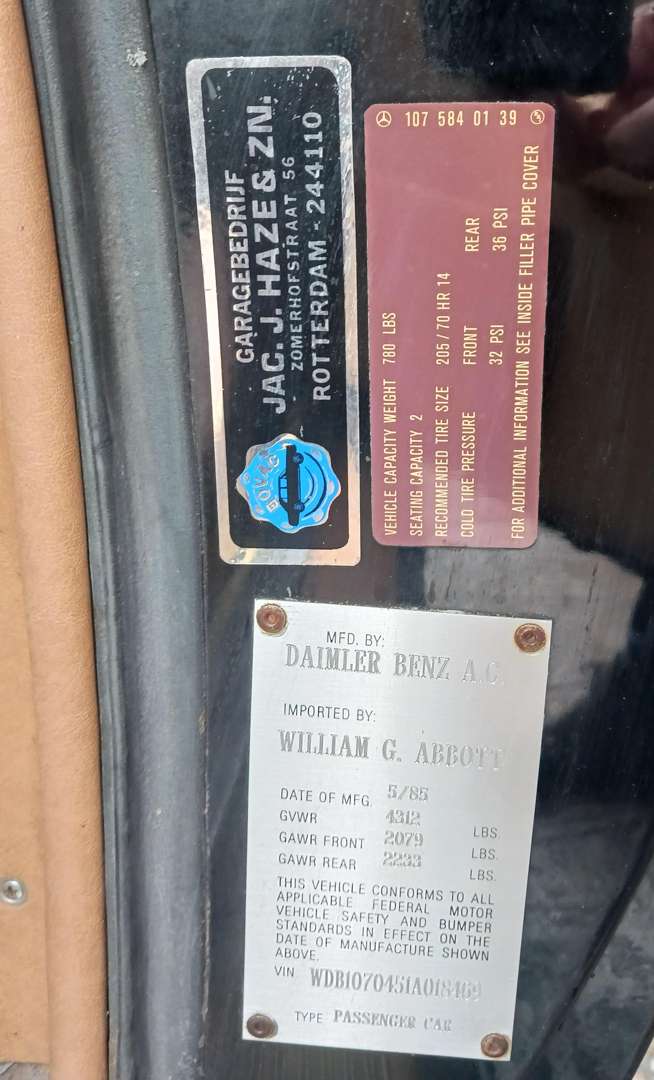 GARAGEBEDRIJF
JAC. J. HAZE & ZN.
ZOMERHOFSTRAAT 56
ROTTERDAM - 244110
BOVAG
107 584 01 39
VEHICLE CAPACITY WEIGHT 780 LBS
SEATING CAPACITY 2
RECOMMENDED TIRE SIZE 205/70 HR 14
COLD TIRE PRESSURE FRONT REAR
32 PSI 36 PSI
FOR ADDITIONAL INFORMATION SEE INSIDE FILLER PIPE COVER
MFD. BY:
DAIMLER BENZ A.G.
IMPORTED BY:
WILLIAM G. ABBOTT
DATE OF MFG. 5/85
GVWR 4312 LBS.
GAWR FRONT 2079 LBS.
GAWR REAR 2233 LBS.
THIS VEHICLE CONFORMS TO ALL
APPLICABLE FEDERAL MOTOR
VEHICLE SAFETY AND BUMPER
STANDARDS IN EFFECT ON THE
DATE OF MANUFACTURE SHOWN
ABOVE.
VIN WDB1070451A018469
TYPE PASSENGER CAR